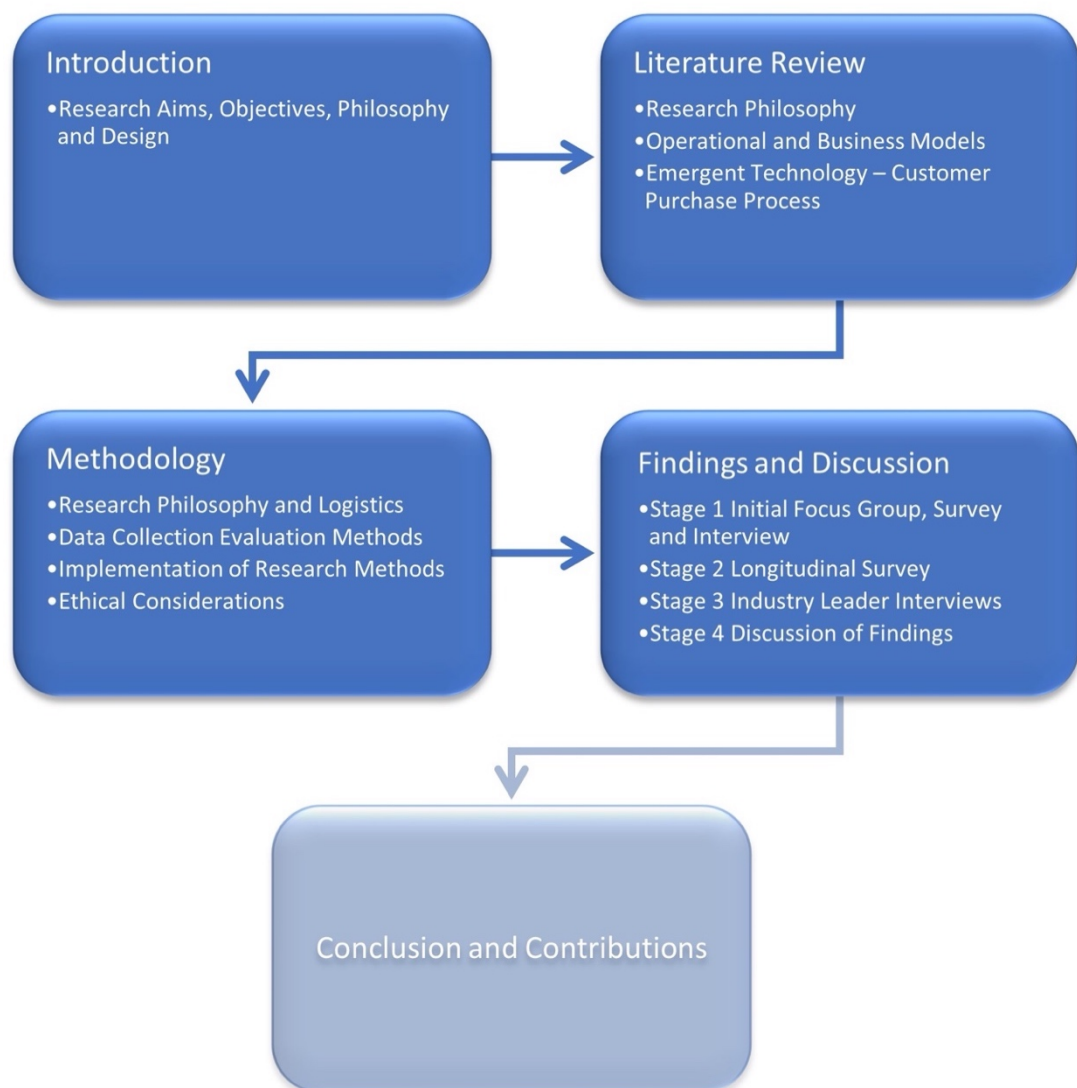 Introduction
•Research Aims, Objectives, Philosophy
and Design
Literature Review
•Research Philosophy
•Operational and Business Models
•Emergent Technology – Customer
Purchase Process
Methodology
•Research Philosophy and Logistics
•Data Collection Evaluation Methods
•Implementation of Research Methods
•Ethical Considerations
Findings and Discussion
•Stage 1 Initial Focus Group, Survey
and Interview
•Stage 2 Longitudinal Survey
•Stage 3 Industry Leader Interviews
•Stage 4 Discussion of Findings
Conclusion and Contributions